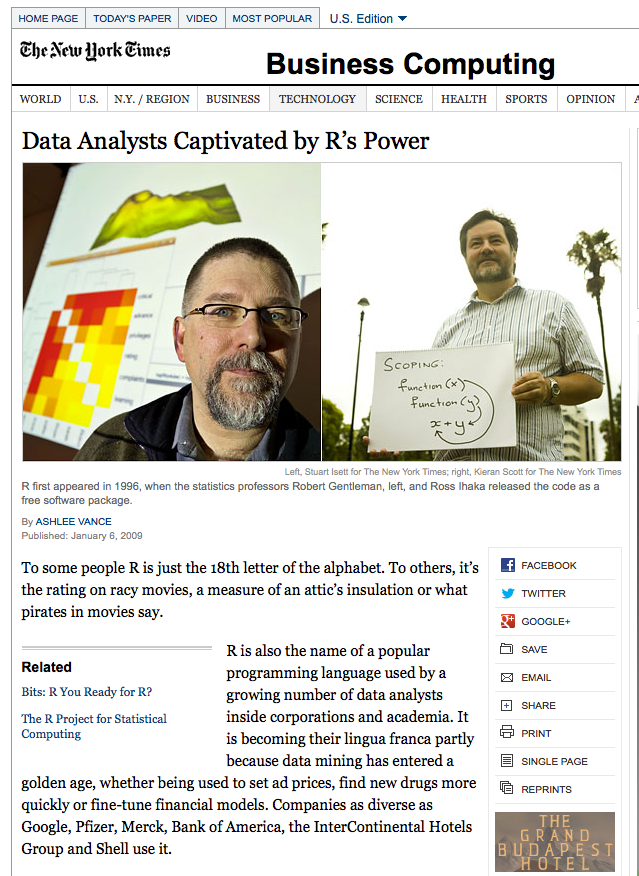 HOME PAGE TODAY'S PAPER VIDEO MOST POPULAR U.S. Edition
The New York Times
Business Computing
WORLD U.S. N.Y. / REGION BUSINESS TECHNOLOGY SCIENCE HEALTH SPORTS OPINION
Data Analysts Captivated by R’s Power
critical
advance
privileges
rating
complaints
learning
SCOPING:
function (x)
function (y)
x + y
Left, Stuart Isett for The New York Times; right, Kieran Scott for The New York Times
R first appeared in 1996, when the statistics professors Robert Gentleman, left, and Ross Ihaka released the code as a
free software package.
By ASHLEE VANCE
Published: January 6, 2009
To some people R is just the 18th letter of the alphabet. To others, it’s
the rating on racy movies, a measure of an attic’s insulation or what
pirates in movies say.
Related
Bits: R You Ready for R?
The R Project for Statistical
Computing
R is also the name of a popular
programming language used by a
growing number of data analysts
inside corporations and academia. It
is becoming their lingua franca partly
because data mining has entered a
golden age, whether being used to set ad prices, find new drugs more
quickly or fine-tune financial models. Companies as diverse as
Google, Pfizer, Merck, Bank of America, the InterContinental Hotels
Group and Shell use it.
FACEBOOK
TWITTER
GOOGLE+
SAVE
EMAIL
SHARE
PRINT
SINGLE PAGE
REPRINTS
THE
GRAND
BUDAPEST
HOTEL